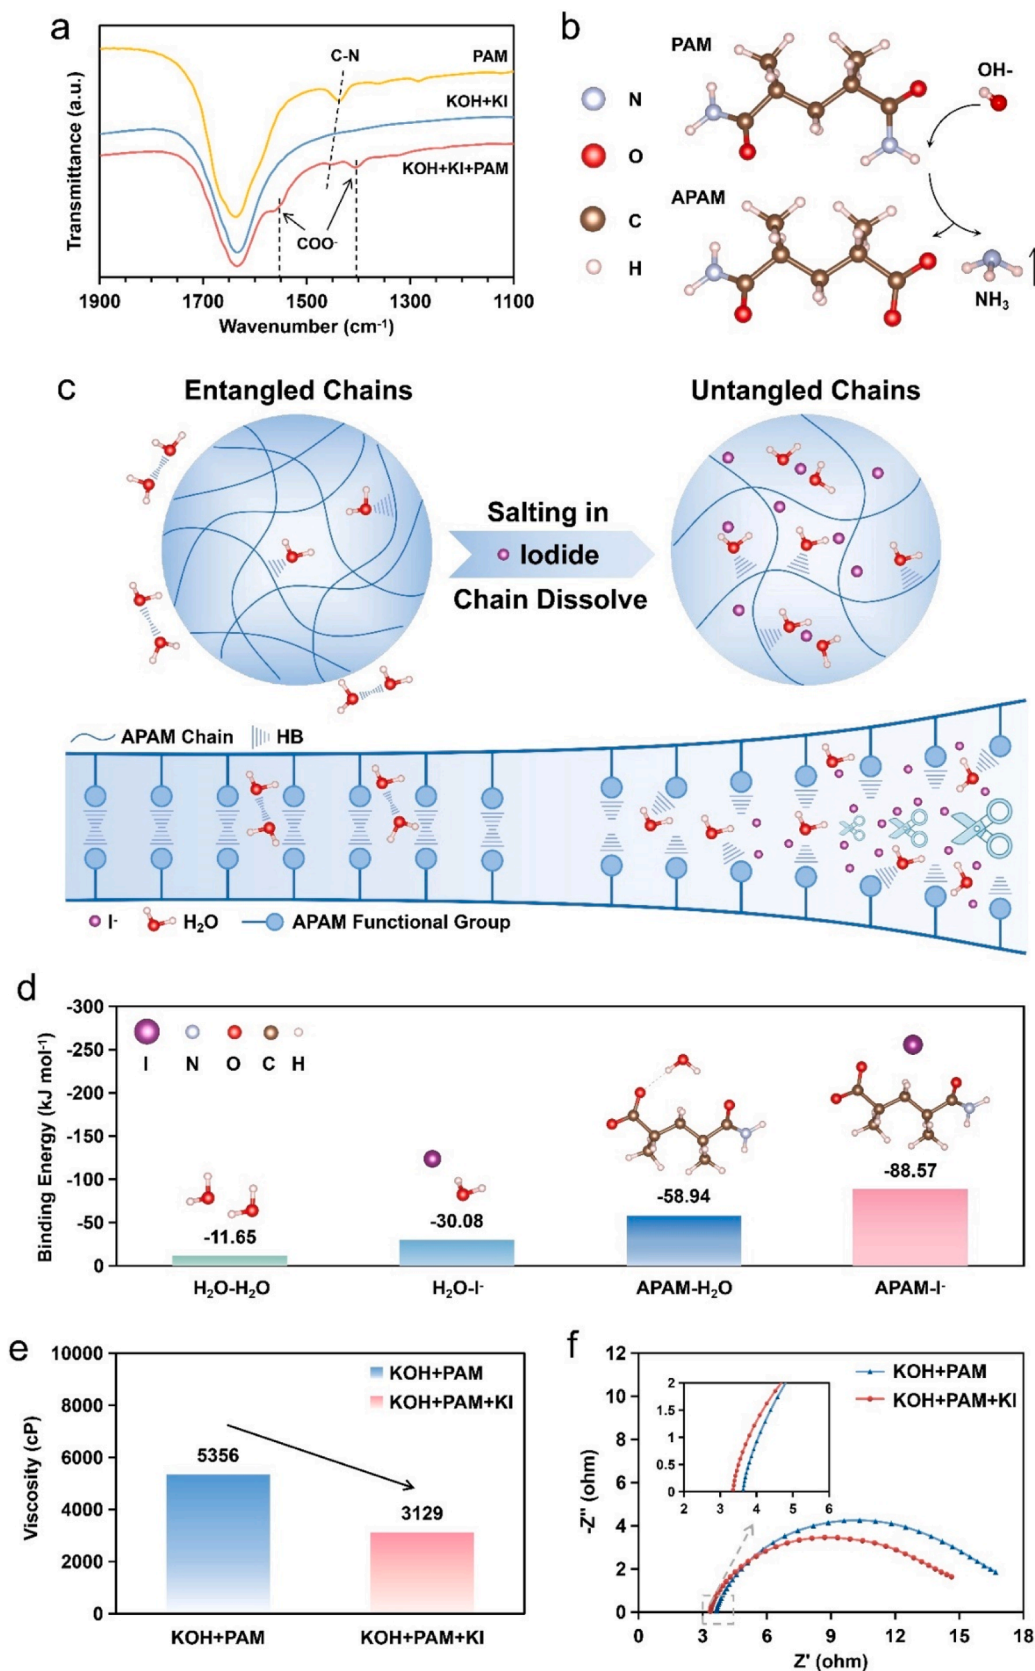 a
Transmittance (a.u.)
C-N
PAM
KOH+KI
KOH+KI+PAM
COO-
1900 1700 1500 1300 1100
Wavenumber (cm-1)
b
PAM
OH-
N
O
C
H
APAM
NH3
c
Entangled Chains
Untangled Chains
Salting in
Iodide
Chain Dissolve
APAM Chain HB
I- H2O APAM Functional Group
d
Binding Energy (kJ mol-1)
-300
-250
-200
-150
-100
-50
0
I N O C H
-11.65
-30.08
-58.94
-88.57
H2O-H2O H2O-I- APAM-H2O APAM-I-
e
Viscosity (cP)
10000
8000
6000
4000
2000
0
KOH+PAM
KOH+PAM+KI
5356
3129
KOH+PAM KOH+PAM+KI
f
-Z'' (ohm)
12
10
8
6
4
2
0
KOH+PAM
KOH+PAM+KI
2
1.5
1
0.5
0
2 3 4 5 6
0 3 6 9 12 15 18
Z' (ohm)